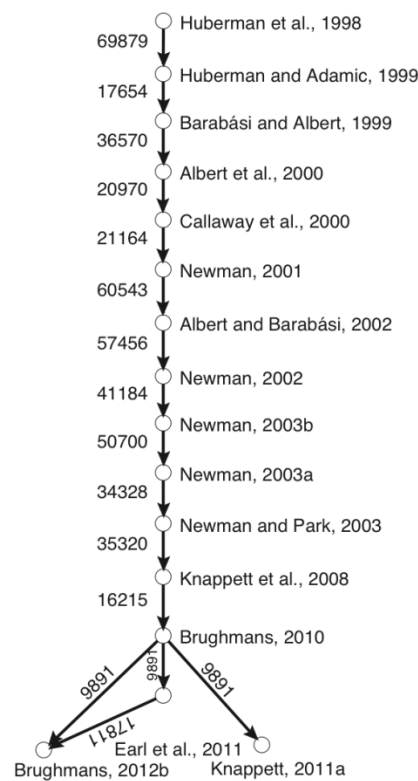 Huberman et al., 1998
69879
Huberman and Adamic, 1999
17654
Barabási and Albert, 1999
36570
Albert et al., 2000
20970
Callaway et al., 2000
21164
Newman, 2001
60543
Albert and Barabási, 2002
57456
Newman, 2002
41184
Newman, 2003b
50700
Newman, 2003a
34328
Newman and Park, 2003
35320
Knappett et al., 2008
16215
Brughmans, 2010
9891
9891
9891
17811
Earl et al., 2011
Brughmans, 2012b
Knappett, 2011a